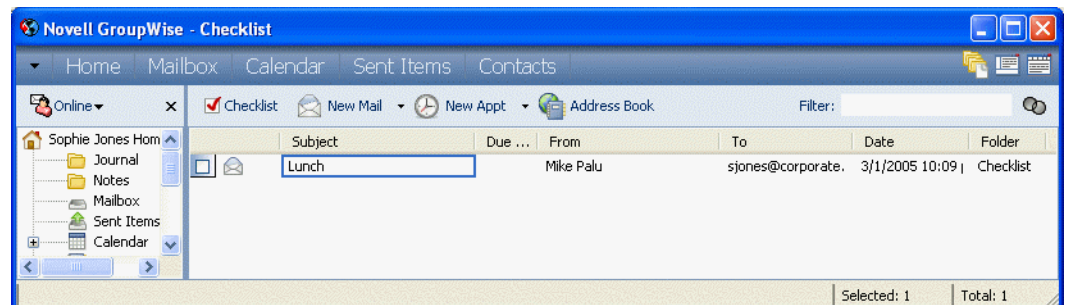 Novell GroupWise - Checklist
Home Mailbox Calendar Sent Items Contacts
Online Checklist New Mail New Appt Address Book Filter:
Sophie Jones Hom
Journal
Notes
Mailbox
Sent Items
Calendar
Subject Due ... From To Date Folder
Lunch Mike Palu sjones@corporate. 3/1/2005 10:09 Checklist
Selected: 1 Total: 1